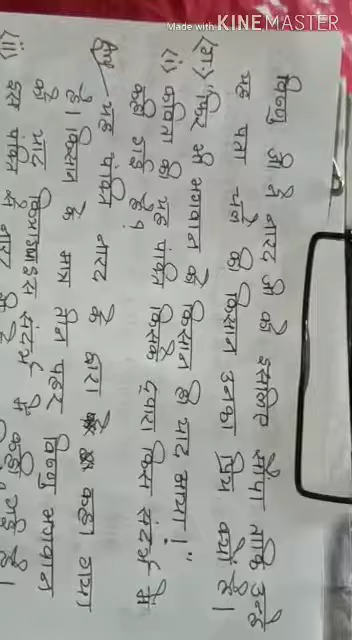 Made with KINEMASTER
विष्णु जी ने नारद जी को इसलिए सौंपा ताकि उन्हें
यह पता चले की किसान उनका प्रिय क्यों है।
(ग) "फिर भी भगवान के किसान ही याद आया।"
(i) कविता की यह पंक्ति किसके द्वारा किस संदर्भ में
कही गई है?
उत्तर यह पंक्ति नारद के द्वारा कहा गया
है। किसान के मात्र तीन पहर विष्णु भगवान
को याद किया इस संदर्भ में कही गई है।
(ii) इस पंक्ति में नारद जी